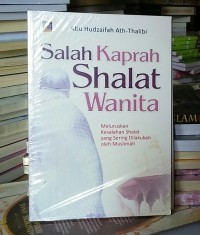 Abu Hudzaifah Ath-Thalibi
Salah Kaprah
Shalat
Wanita
Meluruskan
Kesalahan Shalat
yang Sering Dilakukan
oleh Muslimah